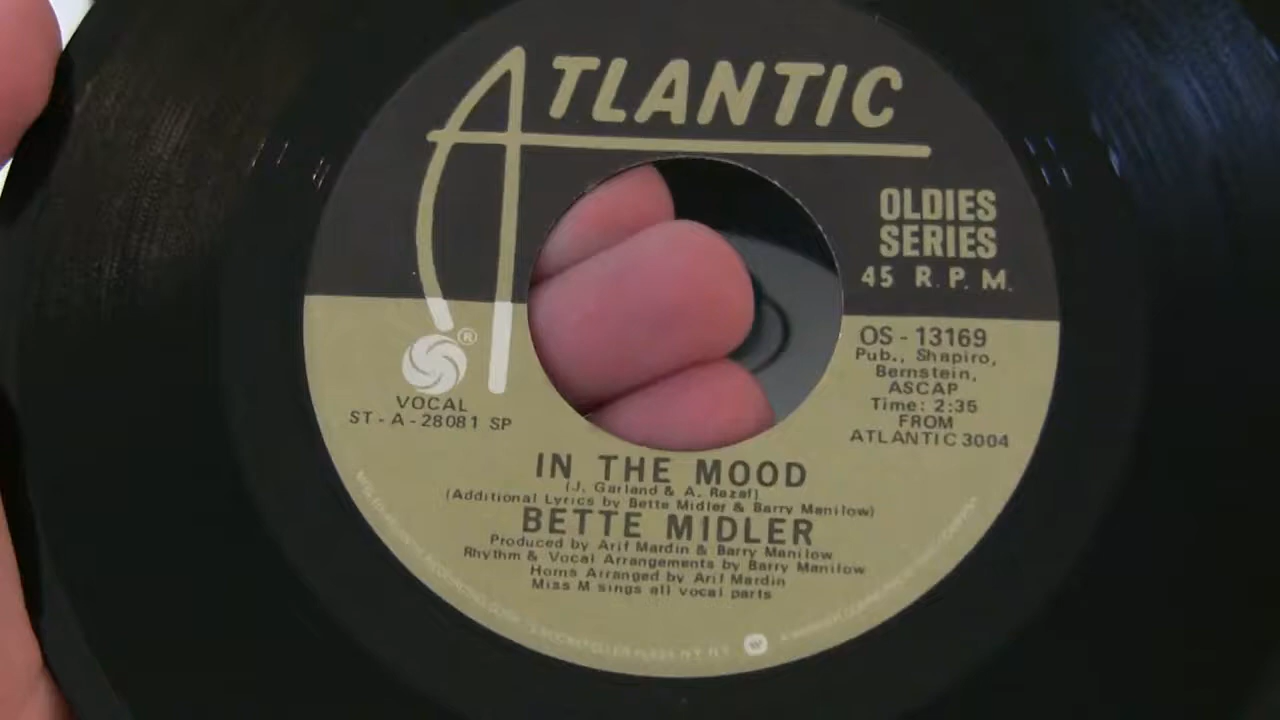 ATLANTIC
OLDIES
SERIES
45 R.P.M.
®
OS-13169
Pub., Shapiro,
Bernstein,
ASCAP
Time: 2:35
FROM
ATLANTIC 3004
VOCAL
ST-A-28081 SP
IN THE MOOD
(J. Garland & A. Razaf)
(Additional Lyrics by Bette Midler & Barry Manilow)
BETTE MIDLER
Produced by Arif Mardin & Barry Manilow
Rhythm & Vocal Arrangements by Barry Manilow
Horns Arranged by Arif Mardin
Miss M sings all vocal parts